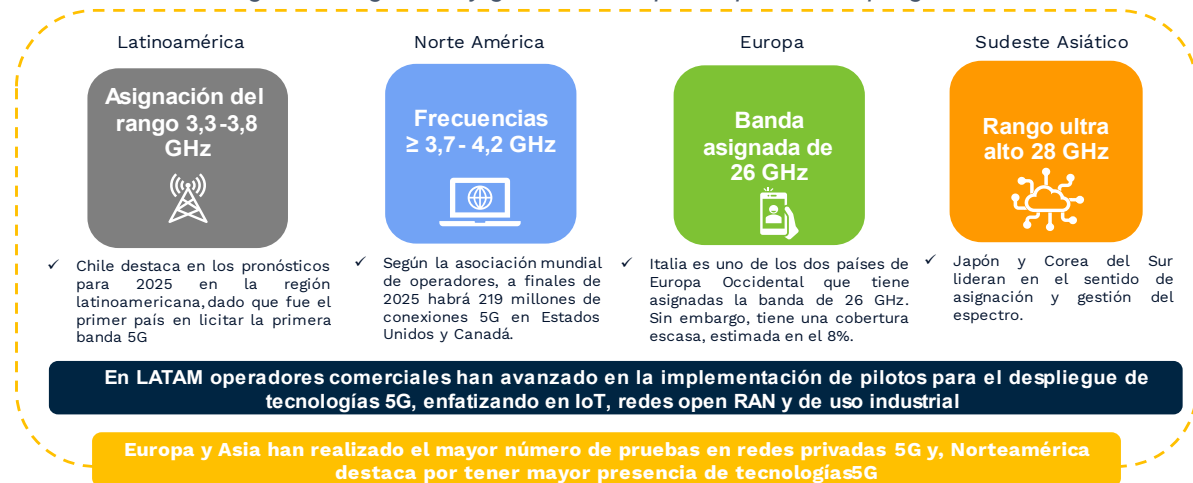 Latinoamérica
Asignación del
rango 3,3-3,8
GHz
✓ Chile destaca en los pronósticos
para 2025 en la región
latinoamericana, dado que fue el
primer país en licitar la primera
banda 5G
Norte América
Frecuencias
≥ 3,7- 4,2 GHz
✓ Según la asociación mundial
de operadores, a finales de
2025 habrá 219 millones de
conexiones 5G en Estados
Unidos y Canadá.
Europa
Banda
asignada de
26 GHz
✓ Italia es uno de los dos países de
Europa Occidental que tiene
asignadas la banda de 26 GHz.
Sin embargo, tiene una cobertura
escasa, estimada en el 8%.
Sudeste Asiático
Rango ultra
alto 28 GHz
✓ Japón y Corea del Sur
lideran en el sentido de
asignación y gestión del
espectro.
En LATAM operadores comerciales han avanzado en la implementación de pilotos para el despliegue de
tecnologías 5G, enfatizando en IoT, redes open RAN y de uso industrial
Europa y Asia han realizado el mayor número de pruebas en redes privadas 5G y, Norteamérica
destaca por tener mayor presencia de tecnologías5G